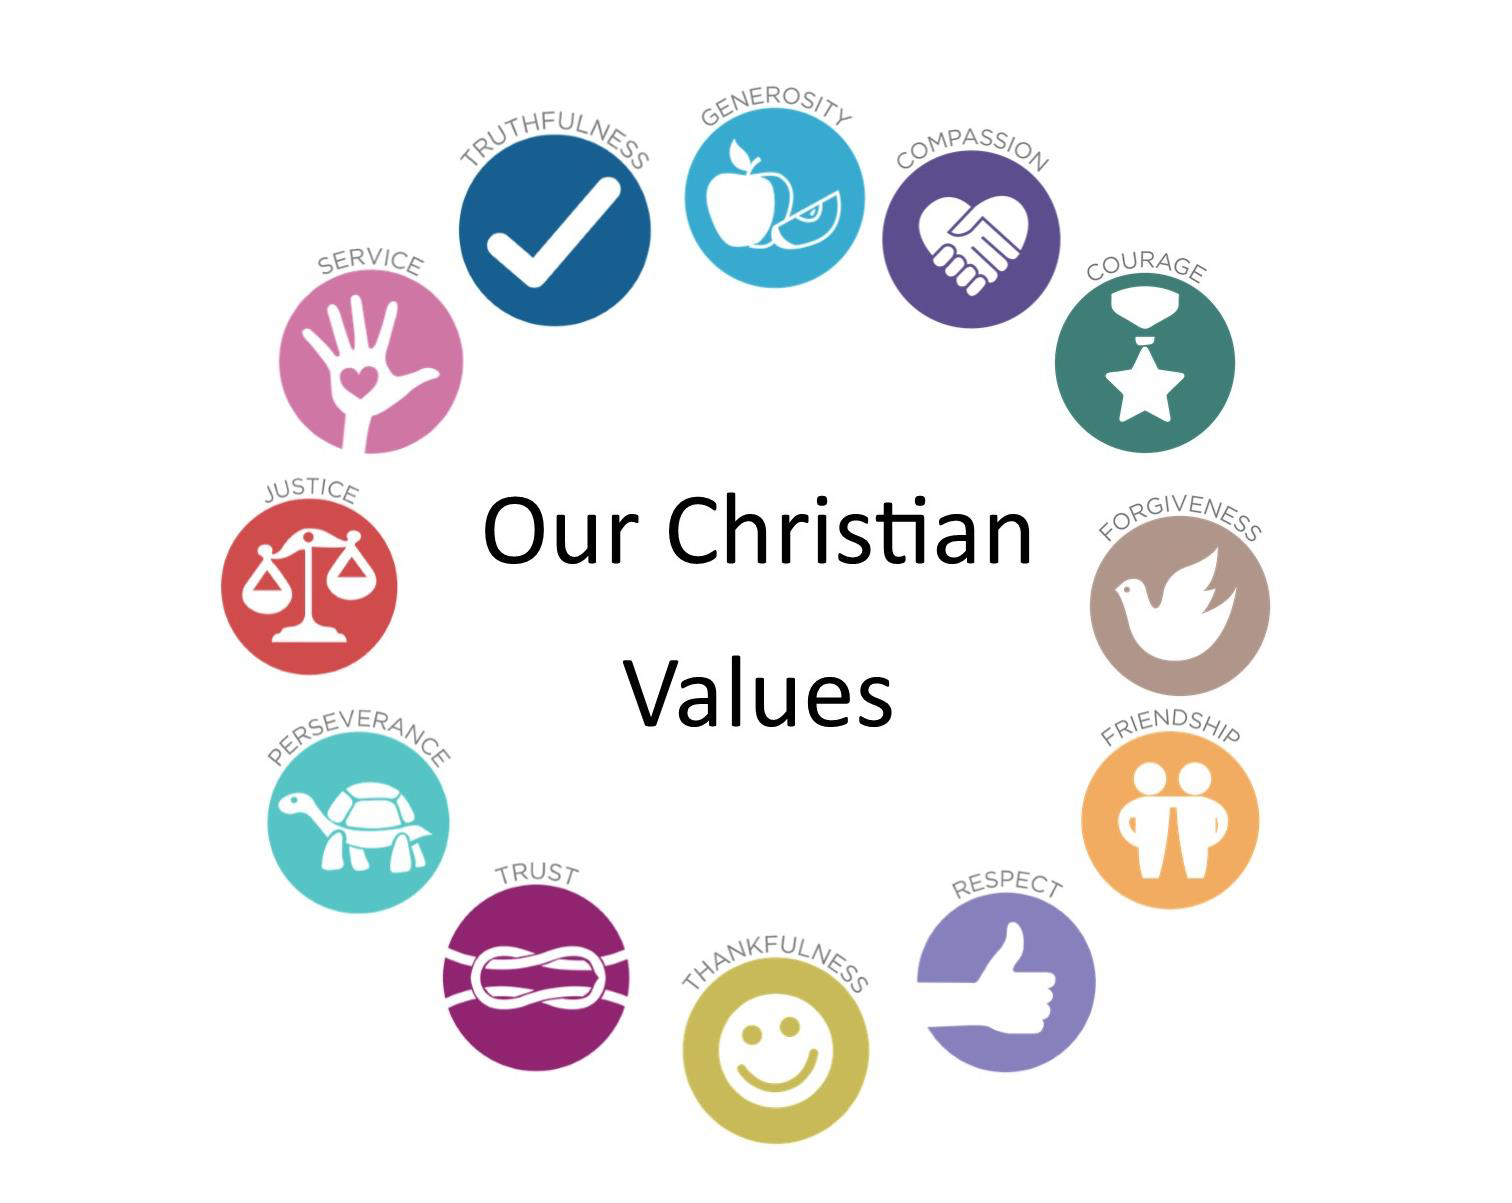 TRUTHFULNESS
GENEROSITY
COMPASSION
COURAGE
SERVICE
JUSTICE
FORGIVENESS
Our Christian
Values
PERSEVERANCE
FRIENDSHIP
TRUST
RESPECT
THANKFULNESS